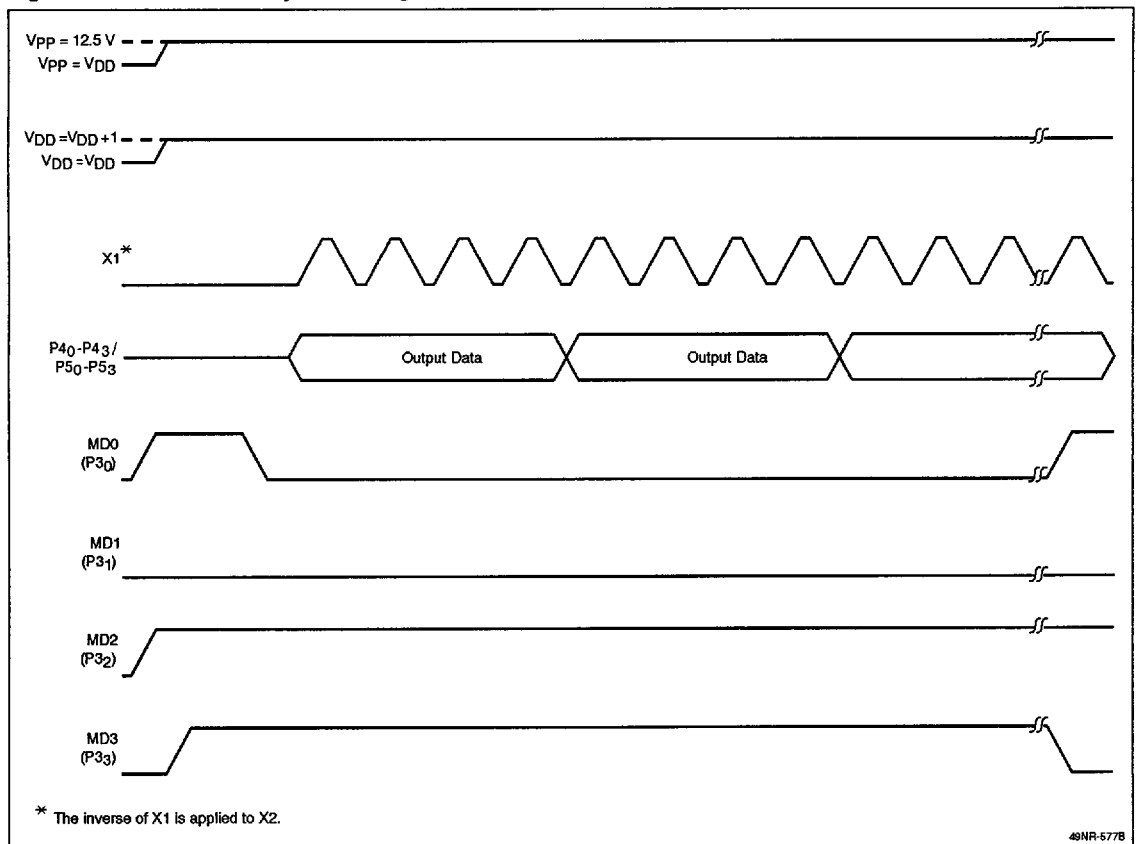 VPP = 12.5 V
VPP = VDD
VDD = VDD +1
VDD = VDD
X1*
P40-P43 /
P50-P53
Output Data
Output Data
MD0
(P30)
MD1
(P31)
MD2
(P32)
MD3
(P33)
* The inverse of X1 is applied to X2.
49NR-577B